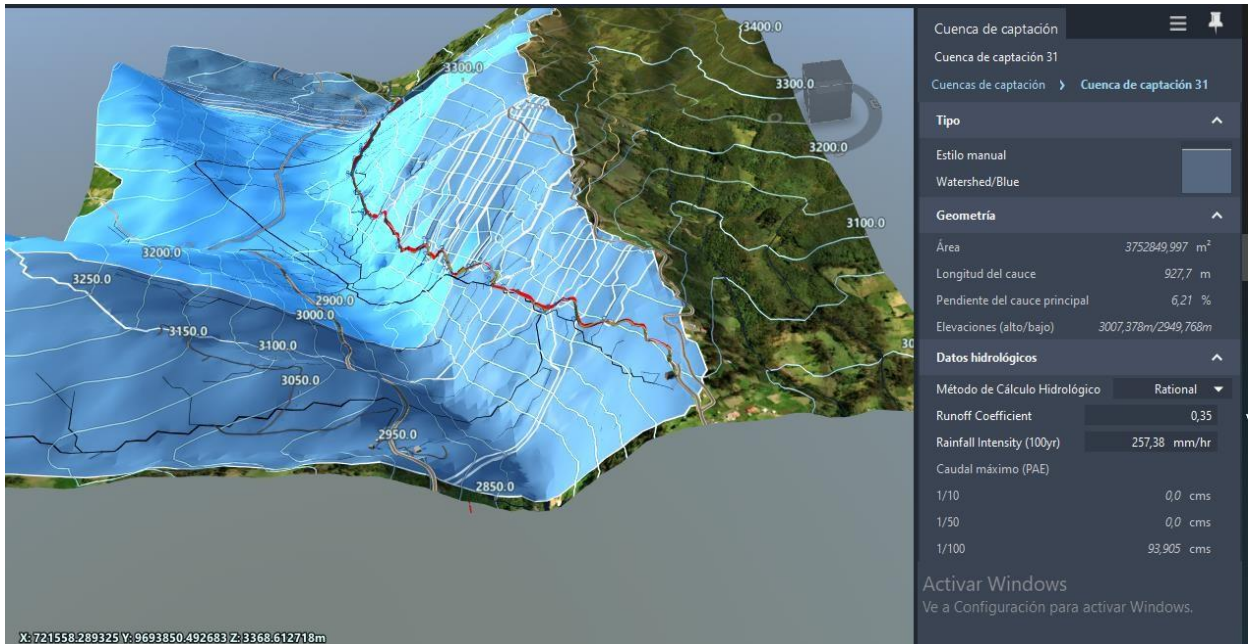 3400.0
3300.0
3300.0
3200.0
3100.0
3200.0
3250.0
2900.0
3000.0
3150.0
3100.0
3050.0
2950.0
2850.0
X: 721558.289325 Y: 9693850.492683 Z: 3368.612718m
Cuenca de captación
Cuenca de captación 31
Cuencas de captación > Cuenca de captación 31
Tipo
Estilo manual
Watershed/Blue
Geometría
Área 3752849,997 m²
Longitud del cauce 927,7 m
Pendiente del cauce principal 6,21 %
Elevaciones (alto/bajo) 3007,378m/2949,768m
Datos hidrológicos
Método de Cálculo Hidrológico Rational
Runoff Coefficient 0,35
Rainfall Intensity (100yr) 257,38 mm/hr
Caudal máximo (PAE)
1/10 0,0 cms
1/50 0,0 cms
1/100 93,905 cms
Activar Windows
Ve a Configuración para activar Windows.